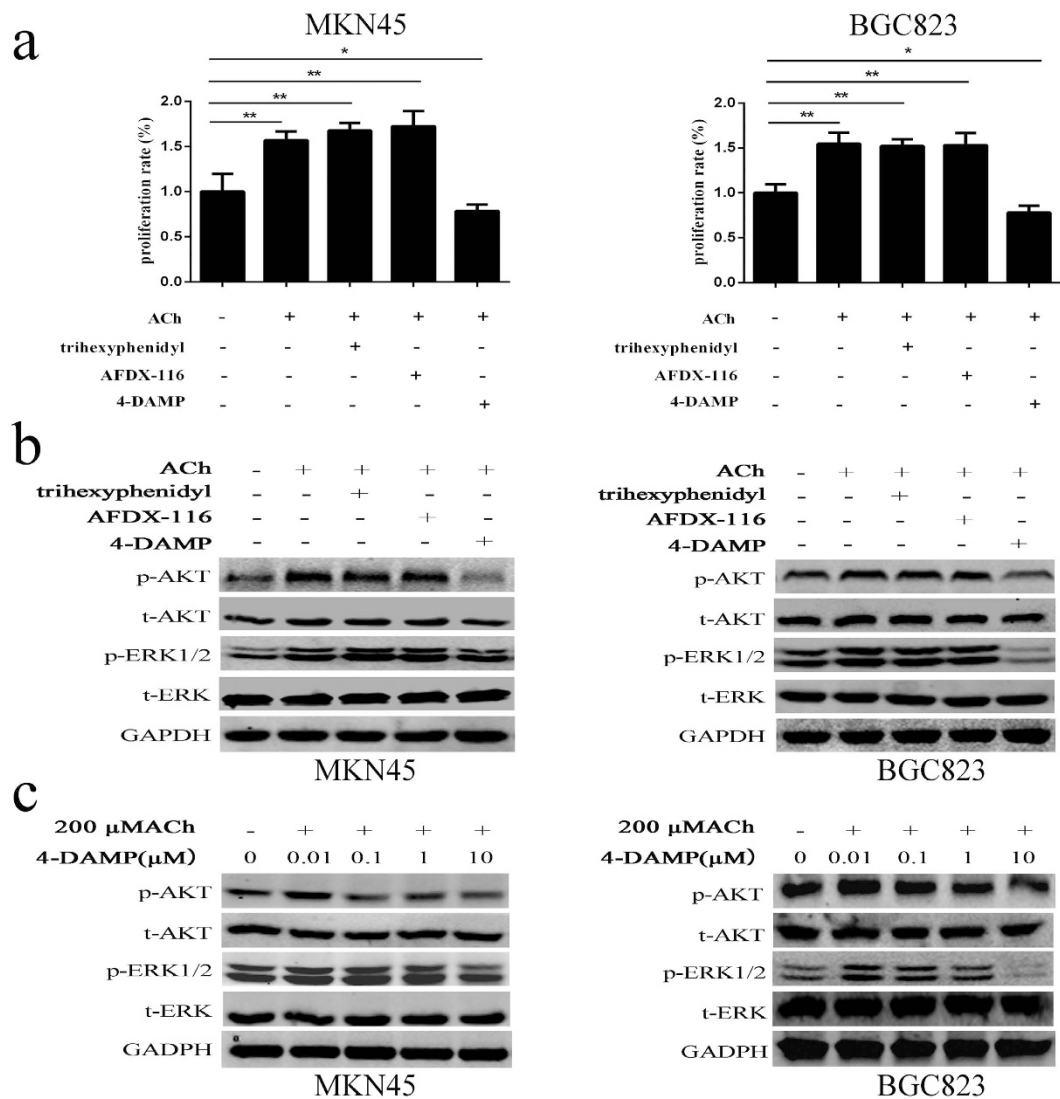 a
MKN45
*
**
**
**
proliferation rate (%)
2.0
1.5
1.0
0.5
0.0
ACh - + + + +
trihexyphenidyl - - + - -
AFDX-116 - - - + -
4-DAMP - - - - +
BGC823
*
**
**
**
proliferation rate (%)
2.0
1.5
1.0
0.5
0.0
ACh - + + + +
trihexyphenidyl - - + - -
AFDX-116 - - - + -
4-DAMP - - - - +
b
ACh - + + + +
trihexyphenidyl - - + - -
AFDX-116 - - - + -
4-DAMP - - - - +
p-AKT
t-AKT
p-ERK1/2
t-ERK
GAPDH
MKN45
ACh - + + + +
trihexyphenidyl - - + - -
AFDX-116 - - - + -
4-DAMP - - - - +
p-AKT
t-AKT
p-ERK1/2
t-ERK
GAPDH
BGC823
c
200 μMACh - + + + +
4-DAMP(μM) 0 0.01 0.1 1 10
p-AKT
t-AKT
p-ERK1/2
t-ERK
GADPH
MKN45
200 μMACh - + + + +
4-DAMP(μM) 0 0.01 0.1 1 10
p-AKT
t-AKT
p-ERK1/2
t-ERK
GADPH
BGC823